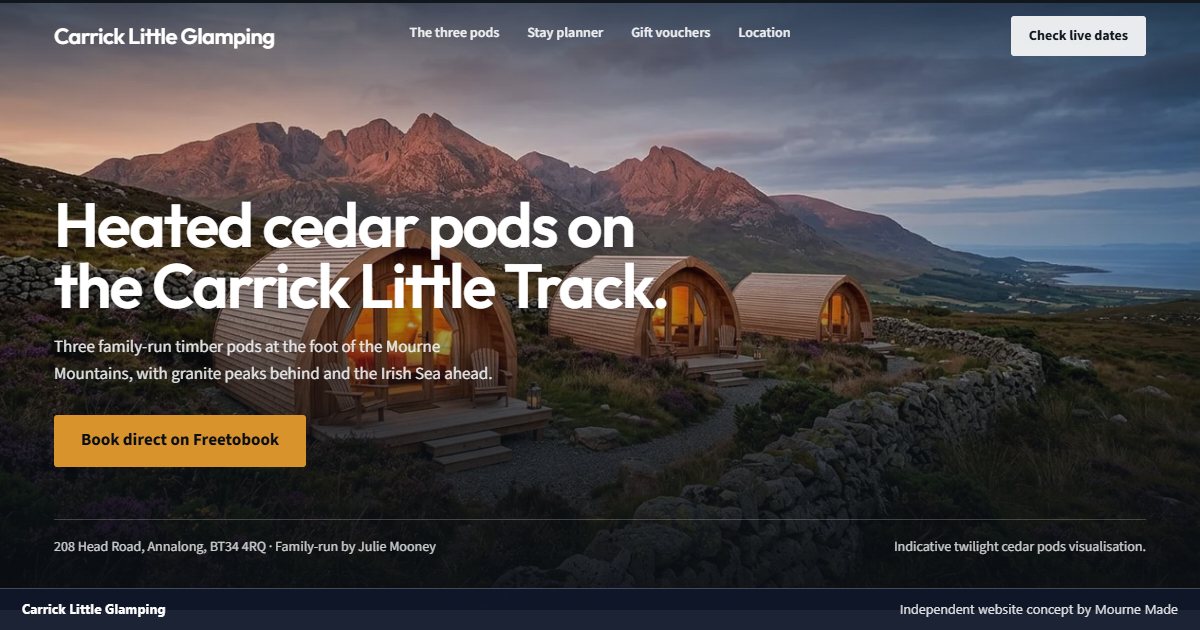 Carrick Little Glamping
The three pods
Stay planner
Gift vouchers
Location
Check live dates
Heated cedar pods on
the Carrick Little Track.
Three family-run timber pods at the foot of the Mourne
Mountains, with granite peaks behind and the Irish Sea ahead.
Book direct on Freetobook
208 Head Road, Annalong, BT34 4RQ · Family-run by Julie Mooney
Indicative twilight cedar pods visualisation.
Carrick Little Glamping
Independent website concept by Mourne Made